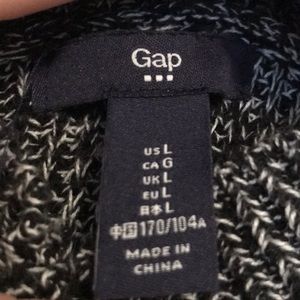 Gap
US L
CA G
UK L
EU L
日本 L
中国 170/104A
MADE IN
CHINA